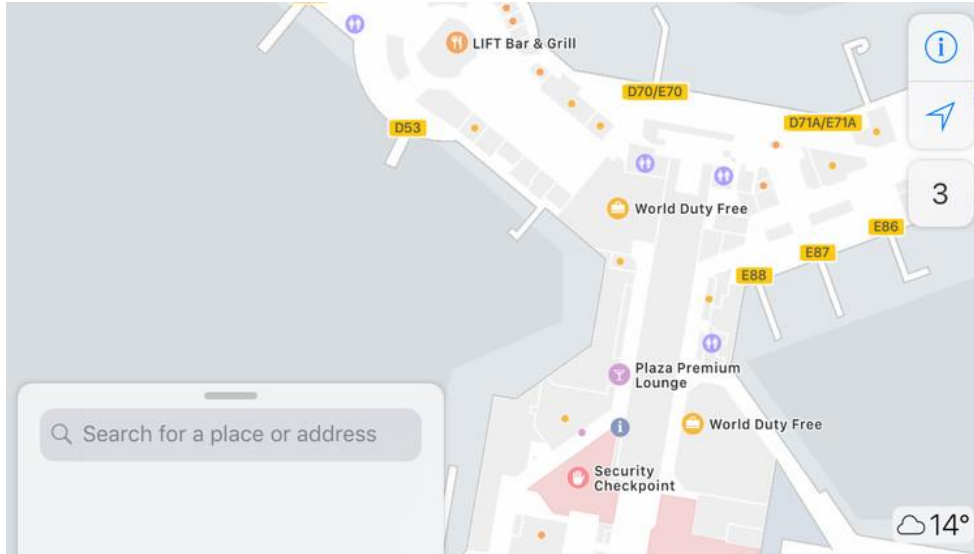 LIFT Bar & Grill
D70/E70
D71A/E71A
D53
3
World Duty Free
E86
E87
E88
Plaza Premium
Lounge
World Duty Free
Search for a place or address
Security
Checkpoint
14°